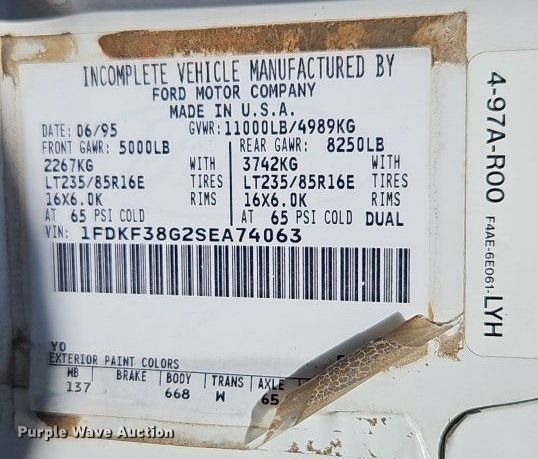 INCOMPLETE VEHICLE MANUFACTURED BY
FORD MOTOR COMPANY
MADE IN U.S.A.
DATE: 06/95 GVWR: 11000LB/4989KG
FRONT GAWR: 5000LB REAR GAWR: 8250LB
2267KG WITH 3742KG WITH
LT235/85R16E TIRES LT235/85R16E TIRES
16X6.0K RIMS 16X6.0K RIMS
AT 65 PSI COLD AT 65 PSI COLD DUAL
VIN: 1FDKF38G2SEA74063
YO
EXTERIOR PAINT COLORS
WB BRAKE BODY TRANS AXLE
137 668 W 65
4-97A-R00 F4AE-6E061-LYH
Purple Wave Auction